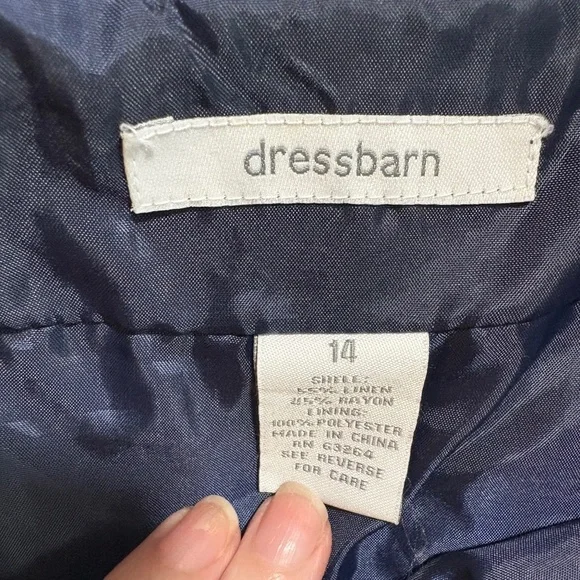 dressbarn
14
SHELL:
55% LINEN
45% RAYON
LINING:
100% POLYESTER
MADE IN CHINA
RN 63264
SEE REVERSE
FOR CARE